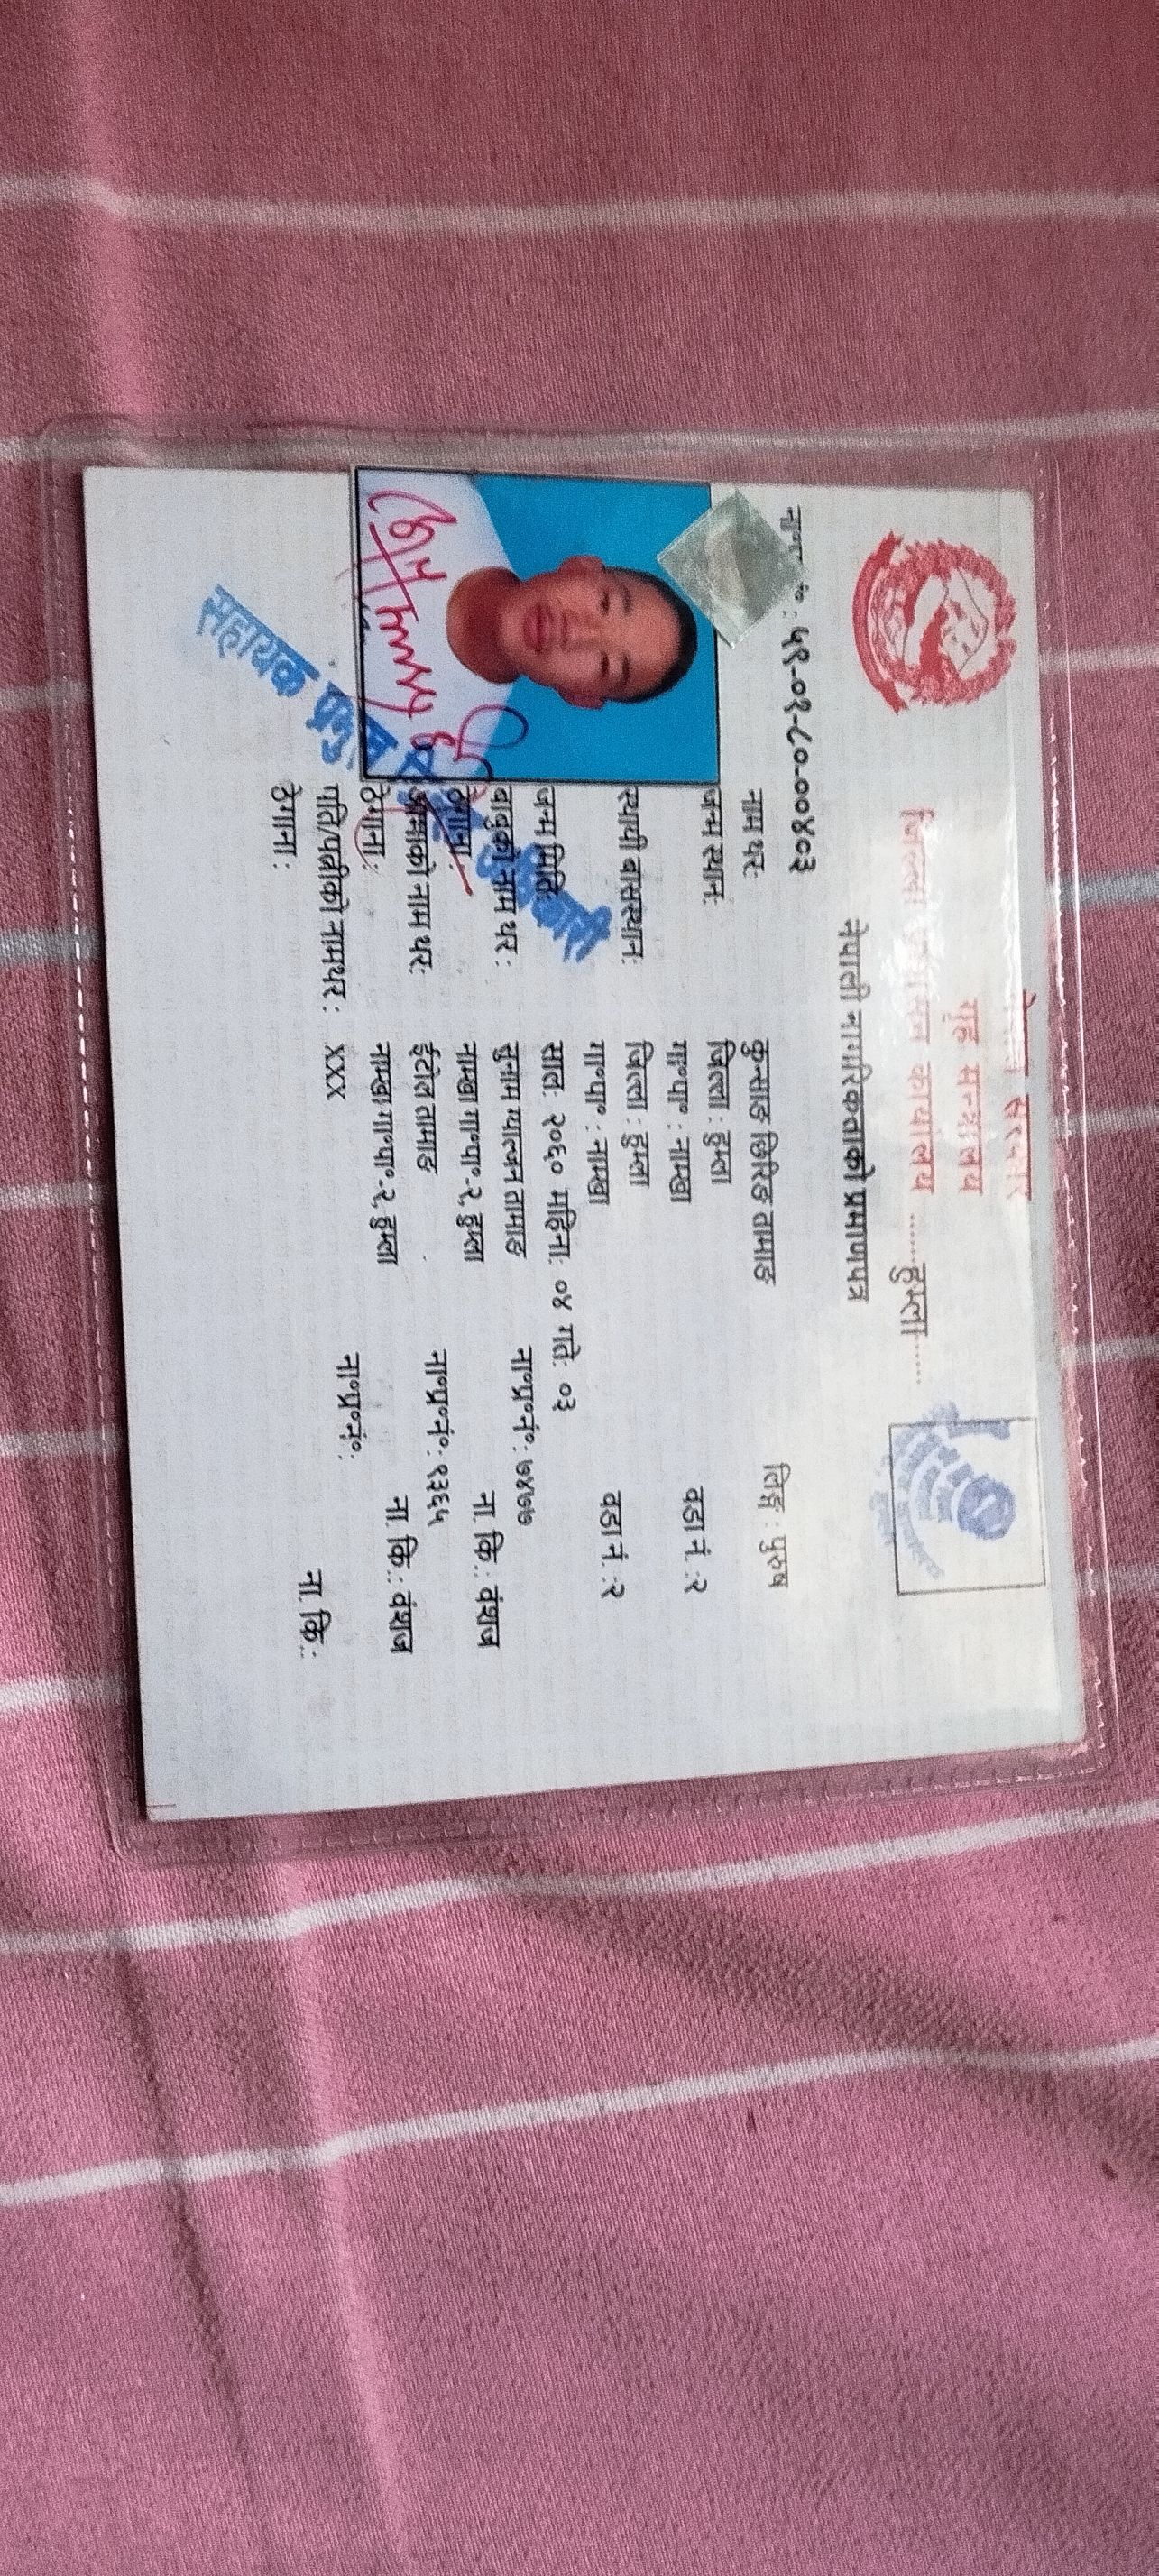 नेपाल सरकार
गृह मन्त्रालय
जिल्ला प्रशासन कार्यालय ......हुम्ला.....
नेपाली नागरिकताको प्रमाणपत्र
५९-०१-८०-००४०३
नाम थर: कुन्साङ छिरिङ तामाङ लिङ्ग : पुरुष
जन्म स्थान: जिल्ला : हुम्ला
गा॰पा॰ : नाम्खा वडा नं. :२
स्थायी बासस्थान: जिल्ला : हुम्ला
गा॰पा॰ : नाम्खा वडा नं. :२
जन्म मिति: साल: २०६० महिना: ०४ गते: ०३
बाबुको नाम थर : सुनाम ग्याल्जन तामाङ ना॰प्र॰नं॰: ७४७७
ठेगाना : नाम्खा गा॰पा॰-२, हुम्ला ना. कि.: वंशज
आमाको नाम थर: ईटोल तामाङ ना॰प्र॰नं॰: १३६५
ठेगाना : नाम्खा गा॰पा॰-२, हुम्ला ना. कि.: वंशज
पति/पत्नीको नामथर : XXX ना॰प्र॰नं॰:
ठेगाना : ना. कि.:
सहायक प्रमुख जिल्ला अधिकारी